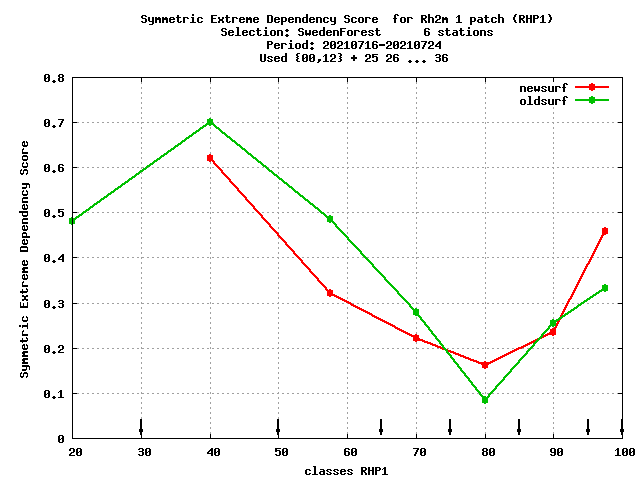 Symmetric Extreme Dependency Score  for Rh2m 1 patch (RHP1)
Selection: SwedenForest      6 stations
Period: 20210716-20210724
Used {00,12} + 25 26 ... 36
newsurf
oldsurf
Symmetric Extreme Dependency Score
0.8
0.7
0.6
0.5
0.4
0.3
0.2
0.1
0
20 30 40 50 60 70 80 90 100
classes RHP1